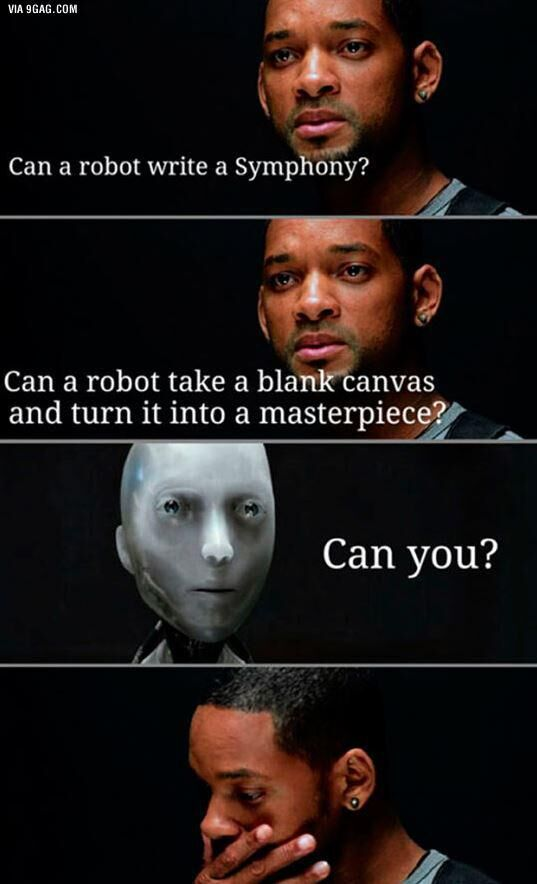 VIA 9GAG.COM
Can a robot write a Symphony?
Can a robot take a blank canvas
and turn it into a masterpiece?
Can you?